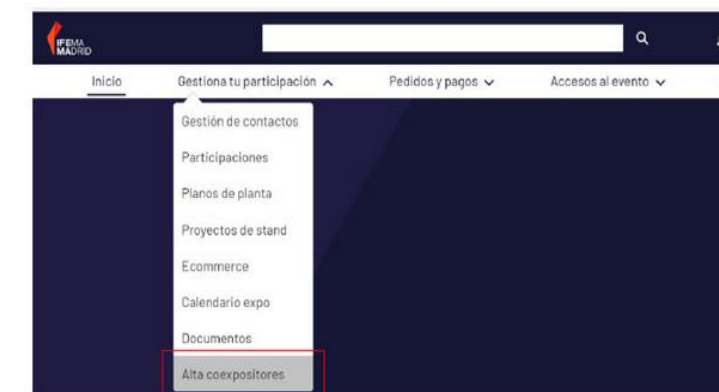 IFEMA
MADRID
Inicio Gestiona tu participación Pedidos y pagos Accesos al evento
Gestión de contactos
Participaciones
Planos de planta
Proyectos de stand
Ecommerce
Calendario expo
Documentos
Alta coexpositores